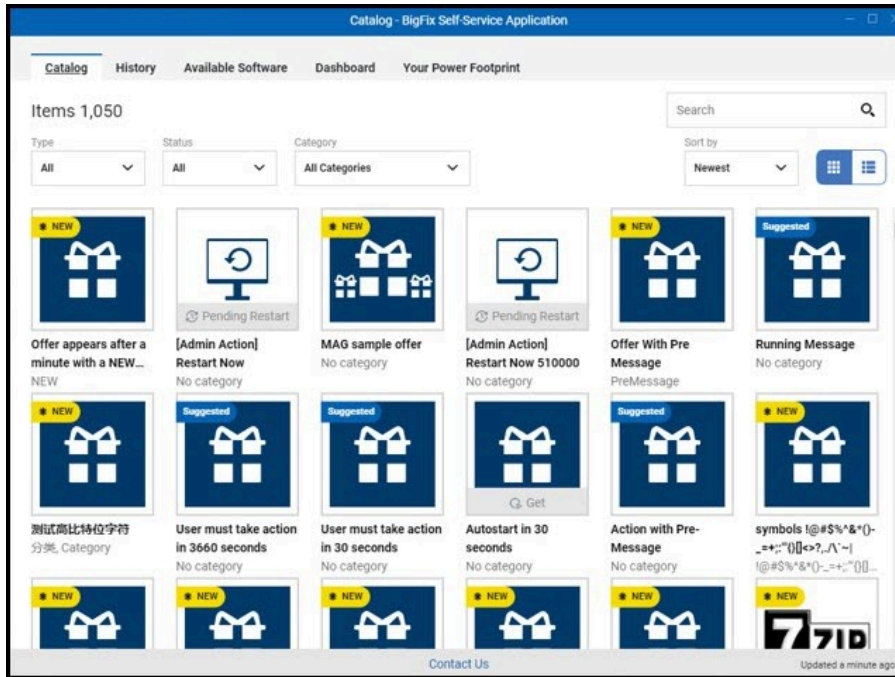 Catalog - BigFix Self-Service Application
Catalog History Available Software Dashboard Your Power Footprint
Items 1,050
Search
Type Status Category Sort by
All All All Categories Newest
NEW NEW NEW Suggested
Pending Restart Pending Restart
Offer appears after a [Admin Action] MAG sample offer [Admin Action] Offer With Pre Running Message
minute with a NEW... Restart Now No category Restart Now 510000 Message No category
NEW No category No category PreMessage
NEW Suggested Suggested Suggested NEW
Get
测试高比特位字符 User must take action User must take action Autostart in 30 Action with Pre- symbols !@#$%^&*()-
分类, Category in 3660 seconds in 30 seconds seconds Message _=+;:'"{}[]<>?,./\`~|
No category No category No category No category !@#$%^&*()-_=+;:'"{}[]...
NEW NEW NEW NEW NEW NEW
7 ZIP
Contact Us
Updated a minute ago